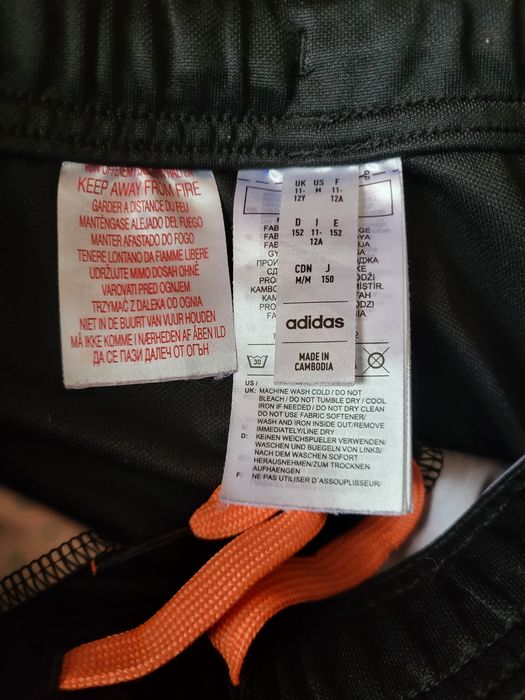 KEEP AWAY FROM FIRE
GARDER A DISTANCE DU FEU
MANTÉNGASE ALEJADO DEL FUEGO
MANTER AFASTADO DO FOGO
TENERE LONTANO DA FIAMME LIBERE
UDRŽUJTE MIMO DOSAH OHNĚ
VAROVATI PRED OGNJEM
TRZYMAĆ Z DALEKA OD OGNIA
NIET IN DE BUURT VAN VUUR HOUDEN
MÅ IKKE KOMME I NÆRHEDEN AF ÅBEN ILD
ДА СЕ ПАЗИ ДАЛЕЧ ОТ ОГЪН
UK US F
11- M 11-
12Y 12A
D I E
152 11- 152
12A
CDN J
M/M 150
adidas
MADE IN
CAMBODIA
30
US /
UK: MACHINE WASH COLD / DO NOT
BLEACH / DO NOT TUMBLE DRY / COOL
IRON IF NEEDED / DO NOT DRY CLEAN
DO NOT USE FABRIC SOFTENER/
WASH AND IRON INSIDE OUT/REMOVE
IMMEDIATELY/LINE DRY
D: KEINEN WEICHSPUELER VERWENDEN/
WASCHEN UND BUEGELN VON LINKS/
NACH DEM WASCHEN SOFORT
HERAUSNEHMEN/ZUM TROCKNEN
AUFHAENGEN
F: NE PAS UTILISER D'ASSOUPLISSEUR/